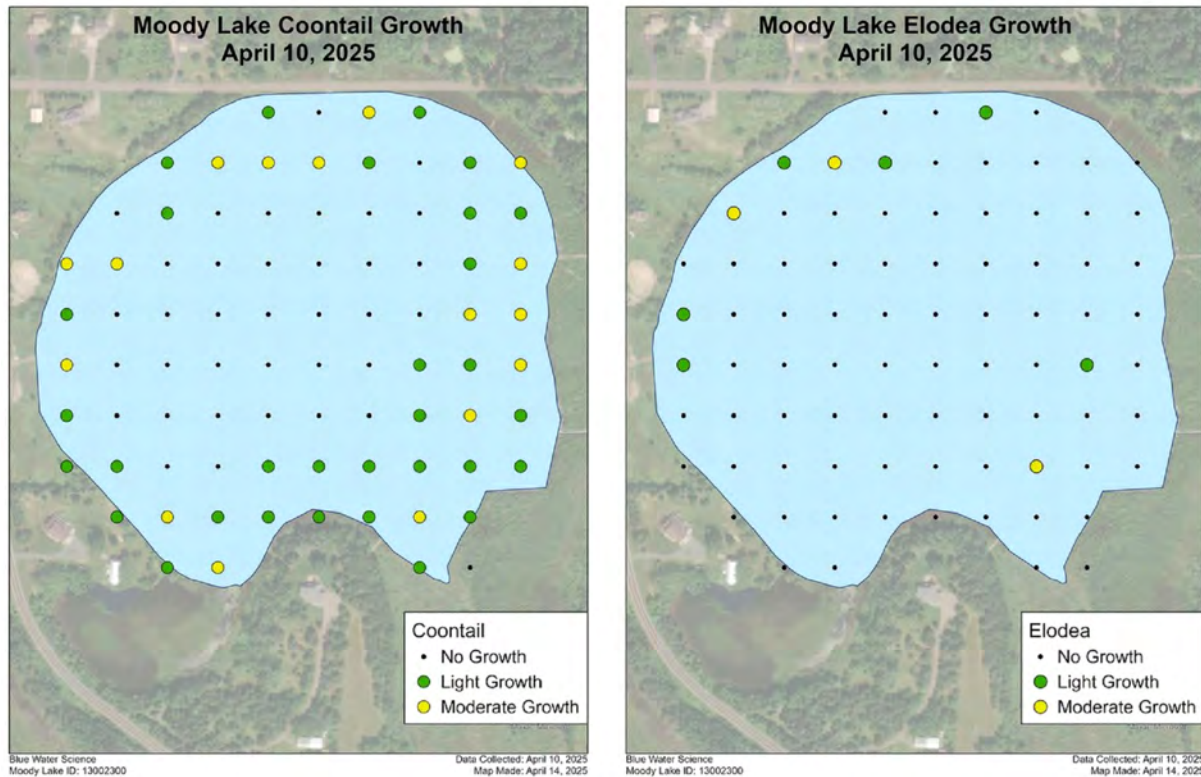 Moody Lake Coontail Growth
April 10, 2025
Coontail
No Growth
Light Growth
Moderate Growth
Blue Water Science
Moody Lake ID: 13002300
Data Collected: April 10, 2025
Map Made: April 14, 2025
Moody Lake Elodea Growth
April 10, 2025
Elodea
No Growth
Light Growth
Moderate Growth
Blue Water Science
Moody Lake ID: 13002300
Data Collected: April 10, 2025
Map Made: April 14, 2025